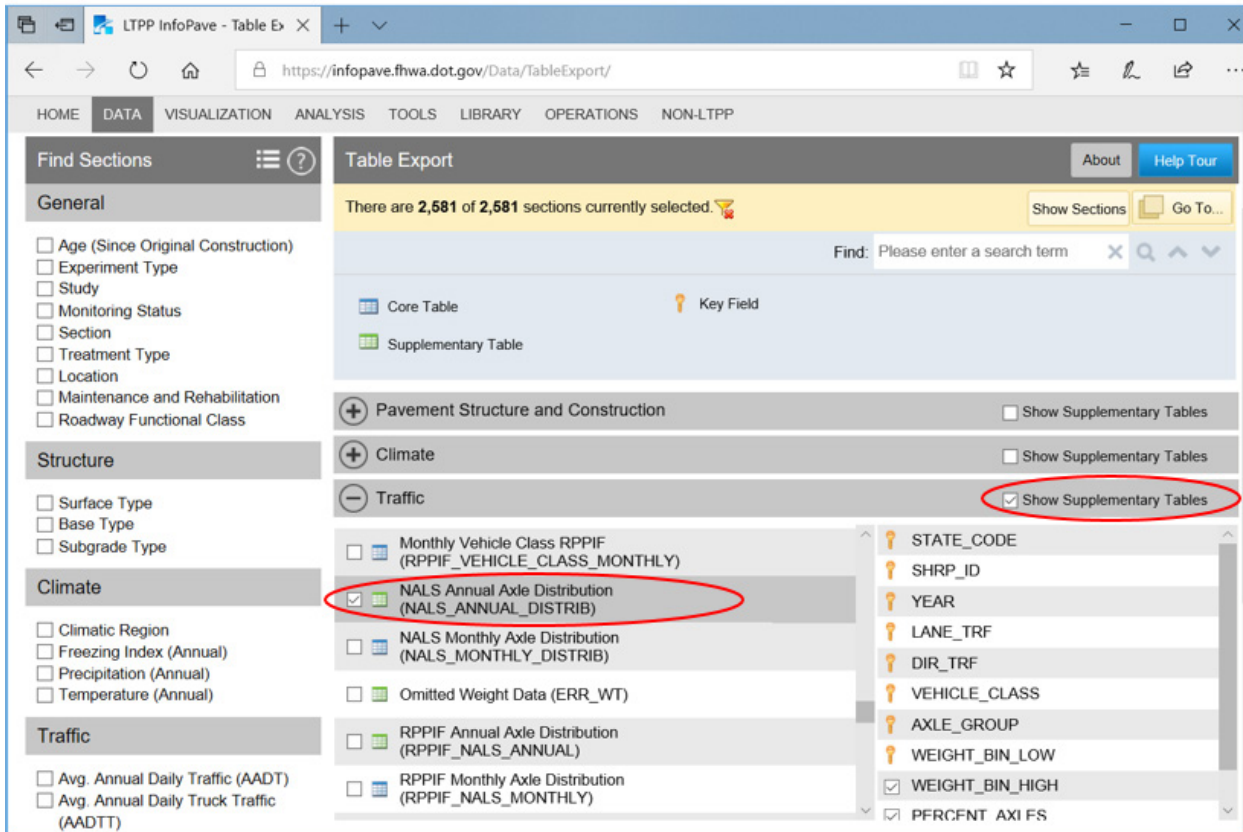 LTPP InfoPave - Table Ex
https://infopave.fhwa.dot.gov/Data/TableExport/
HOME DATA VISUALIZATION ANALYSIS TOOLS LIBRARY OPERATIONS NON-LTPP
Find Sections
General
Age (Since Original Construction)
Experiment Type
Study
Monitoring Status
Section
Treatment Type
Location
Maintenance and Rehabilitation
Roadway Functional Class
Structure
Surface Type
Base Type
Subgrade Type
Climate
Climatic Region
Freezing Index (Annual)
Precipitation (Annual)
Temperature (Annual)
Traffic
Avg. Annual Daily Traffic (AADT)
Avg. Annual Daily Truck Traffic
(AADTT)
Table Export
About
Help Tour
There are 2,581 of 2,581 sections currently selected.
Show Sections
Go To...
Find: Please enter a search term
Core Table
Key Field
Supplementary Table
Pavement Structure and Construction
Show Supplementary Tables
Climate
Show Supplementary Tables
Traffic
Show Supplementary Tables
Monthly Vehicle Class RPPIF
(RPPIF_VEHICLE_CLASS_MONTHLY)
NALS Annual Axle Distribution
(NALS_ANNUAL_DISTRIB)
NALS Monthly Axle Distribution
(NALS_MONTHLY_DISTRIB)
Omitted Weight Data (ERR_WT)
RPPIF Annual Axle Distribution
(RPPIF_NALS_ANNUAL)
RPPIF Monthly Axle Distribution
(RPPIF_NALS_MONTHLY)
STATE_CODE
SHRP_ID
YEAR
LANE_TRF
DIR_TRF
VEHICLE_CLASS
AXLE_GROUP
WEIGHT_BIN_LOW
WEIGHT_BIN_HIGH
PERCENT_AXLES